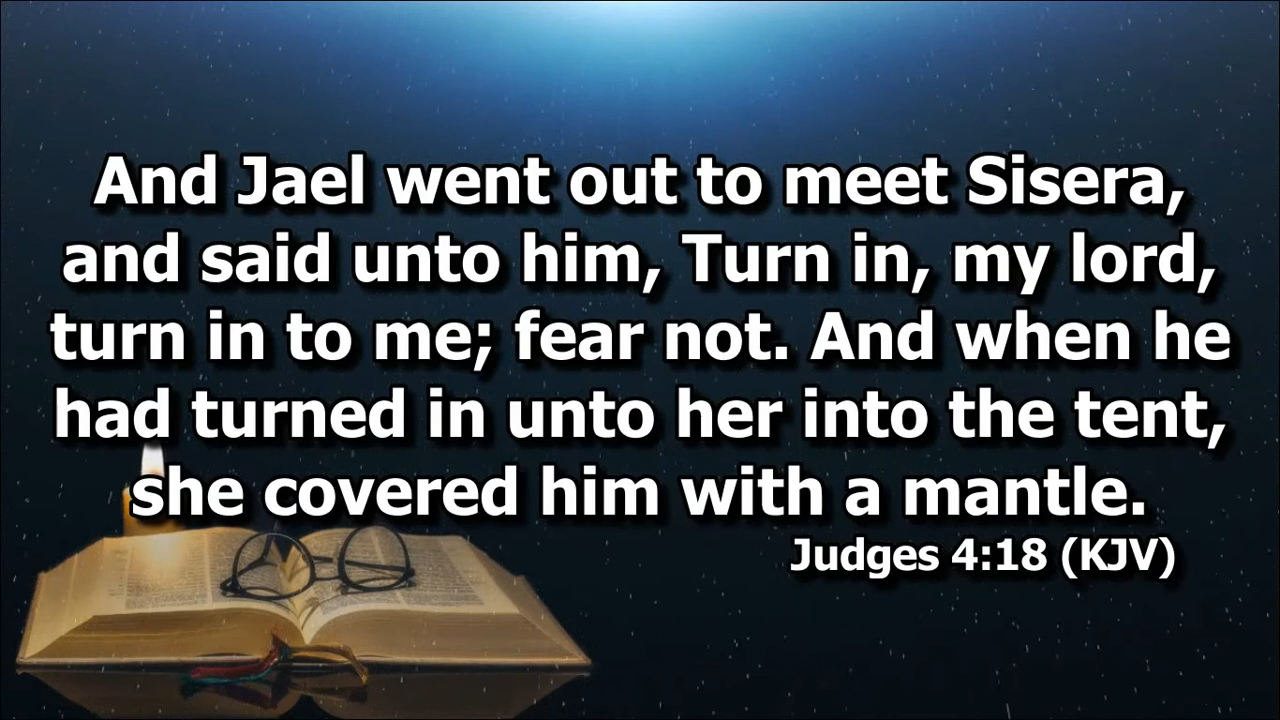 And Jael went out to meet Sisera,
and said unto him, Turn in, my lord,
turn in to me; fear not. And when he
had turned in unto her into the tent,
she covered him with a mantle.
Judges 4:18 (KJV)